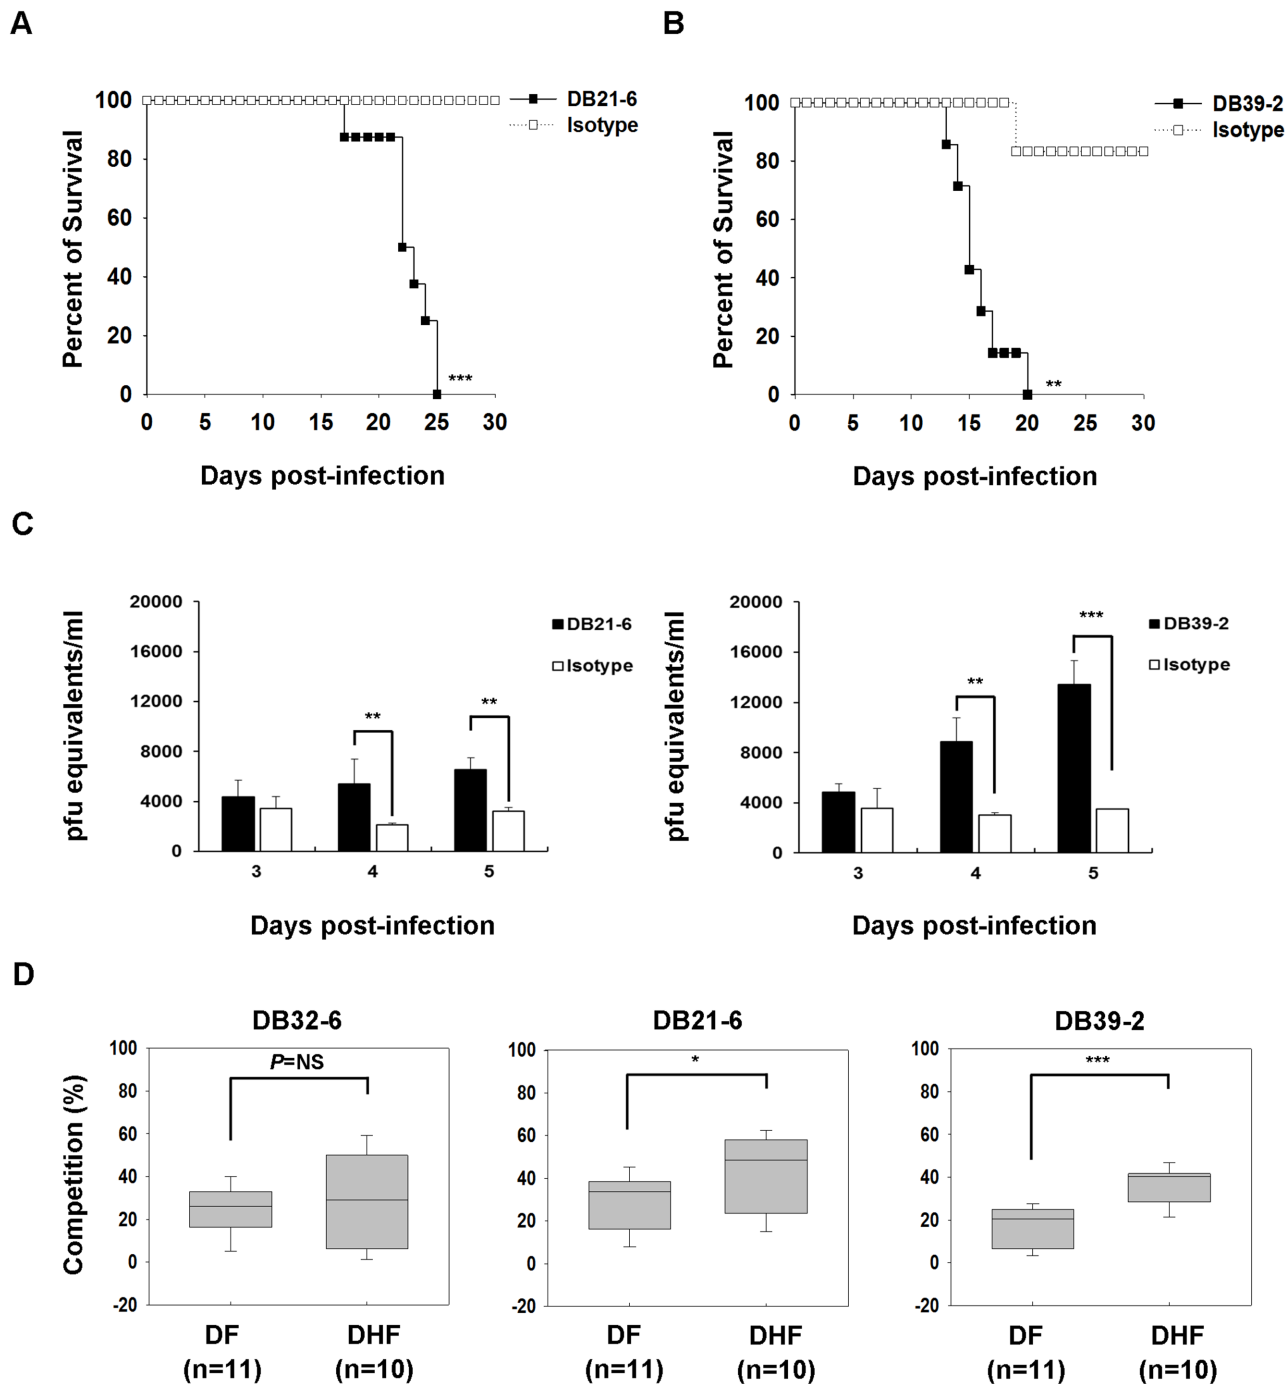 A
B
100
80
60
40
20
0
Percent of Survival
DB21-6
Isotype
***
0 5 10 15 20 25 30
Days post-infection
100
80
60
40
20
0
Percent of Survival
DB39-2
Isotype
**
0 5 10 15 20 25 30
Days post-infection
C
20000
16000
12000
8000
4000
0
pfu equivalents/ml
DB21-6
Isotype
**
**
3 4 5
Days post-infection
20000
16000
12000
8000
4000
0
pfu equivalents/ml
DB39-2
Isotype
**
***
3 4 5
Days post-infection
D
DB32-6
100
80
60
40
20
0
-20
Competition (%)
P=NS
DF DHF
(n=11) (n=10)
DB21-6
100
80
60
40
20
0
-20
*
DF DHF
(n=11) (n=10)
DB39-2
100
80
60
40
20
0
-20
***
DF DHF
(n=11) (n=10)